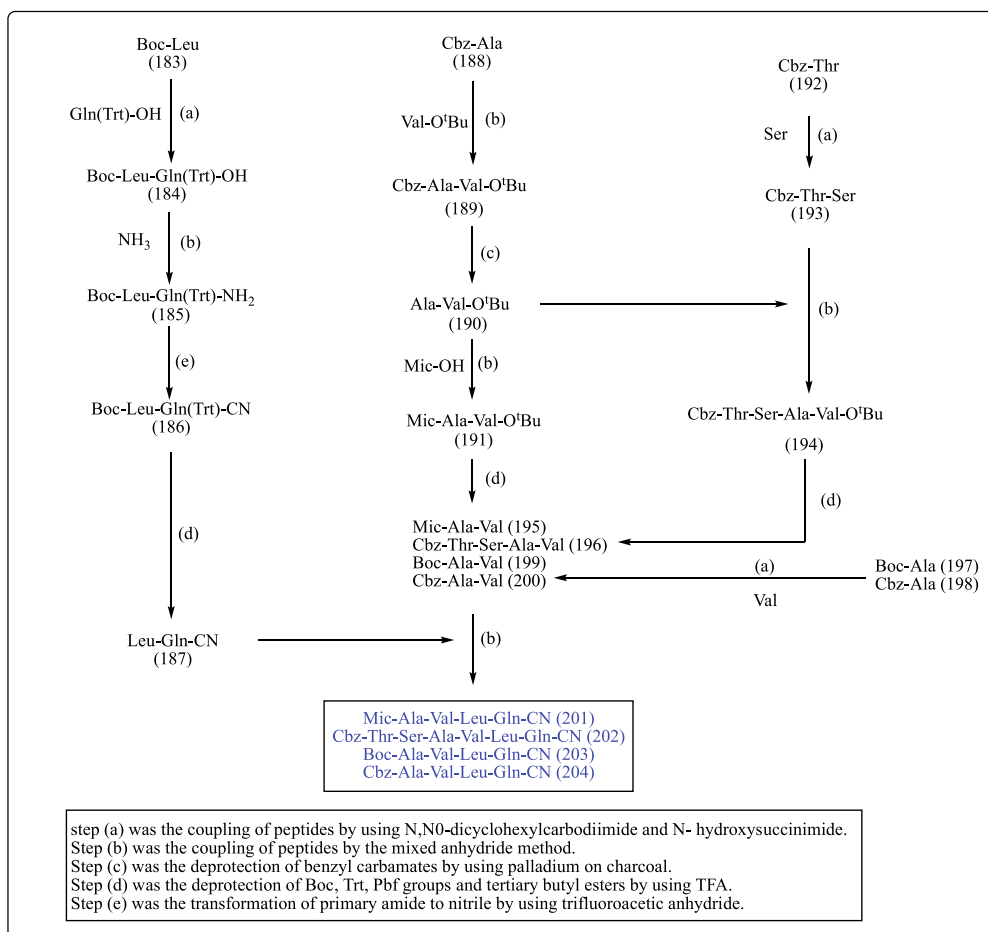 Boc-Leu
(183)
Gln(Trt)-OH
(a)
Boc-Leu-Gln(Trt)-OH
(184)
NH₃
(b)
Boc-Leu-Gln(Trt)-NH₂
(185)
(e)
Boc-Leu-Gln(Trt)-CN
(186)
(d)
Leu-Gln-CN
(187)
Cbz-Ala
(188)
Val-OᵗBu
(b)
Cbz-Ala-Val-OᵗBu
(189)
(c)
Ala-Val-OᵗBu
(190)
Mic-OH
(b)
Mic-Ala-Val-OᵗBu
(191)
(d)
Cbz-Thr
(192)
Ser
(a)
Cbz-Thr-Ser
(193)
(b)
Cbz-Thr-Ser-Ala-Val-OᵗBu
(194)
(d)
Mic-Ala-Val (195)
Cbz-Thr-Ser-Ala-Val (196)
Boc-Ala-Val (199)
Cbz-Ala-Val (200)
(a)
Val
Boc-Ala (197)
Cbz-Ala (198)
(b)
Mic-Ala-Val-Leu-Gln-CN (201)
Cbz-Thr-Ser-Ala-Val-Leu-Gln-CN (202)
Boc-Ala-Val-Leu-Gln-CN (203)
Cbz-Ala-Val-Leu-Gln-CN (204)
step (a) was the coupling of peptides by using N,N0-dicyclohexylcarbodiimide and N- hydroxysuccinimide.
Step (b) was the coupling of peptides by the mixed anhydride method.
Step (c) was the deprotection of benzyl carbamates by using palladium on charcoal.
Step (d) was the deprotection of Boc, Trt, Pbf groups and tertiary butyl esters by using TFA.
Step (e) was the transformation of primary amide to nitrile by using trifluoroacetic anhydride.